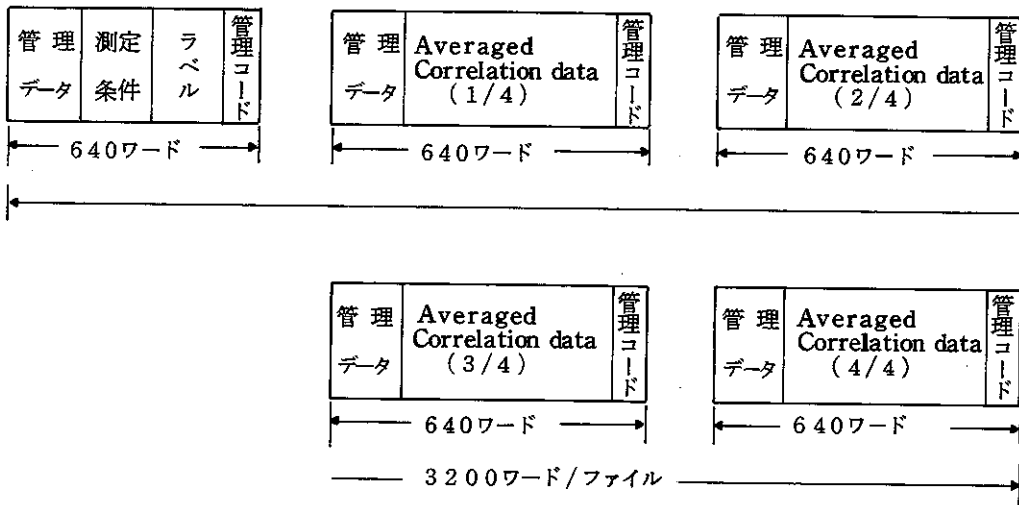 管理データ
測定条件
ラベル
管理コード
管理データ
Averaged
Correlation data
(1/4)
管理コード
管理データ
Averaged
Correlation data
(2/4)
管理コード
640ワード
640ワード
640ワード
管理データ
Averaged
Correlation data
(3/4)
管理コード
管理データ
Averaged
Correlation data
(4/4)
管理コード
640ワード
640ワード
3200ワード/ファイル